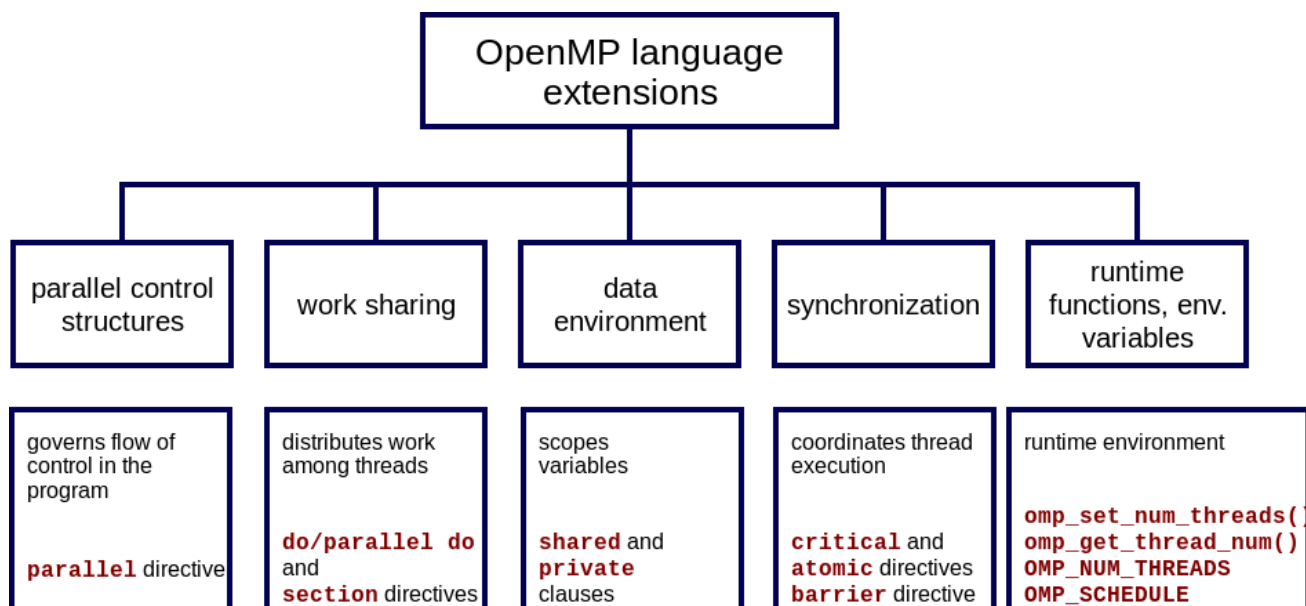 OpenMP language
extensions
parallel control
structures
work sharing
data
environment
synchronization
runtime
functions, env.
variables
governs flow of
control in the
program
parallel directive
distributes work
among threads
do/parallel do
and
section directives
scopes
variables
shared and
private
clauses
coordinates thread
execution
critical and
atomic directives
barrier directive
runtime environment
omp_set_num_threads()
omp_get_thread_num()
OMP_NUM_THREADS
OMP_SCHEDULE